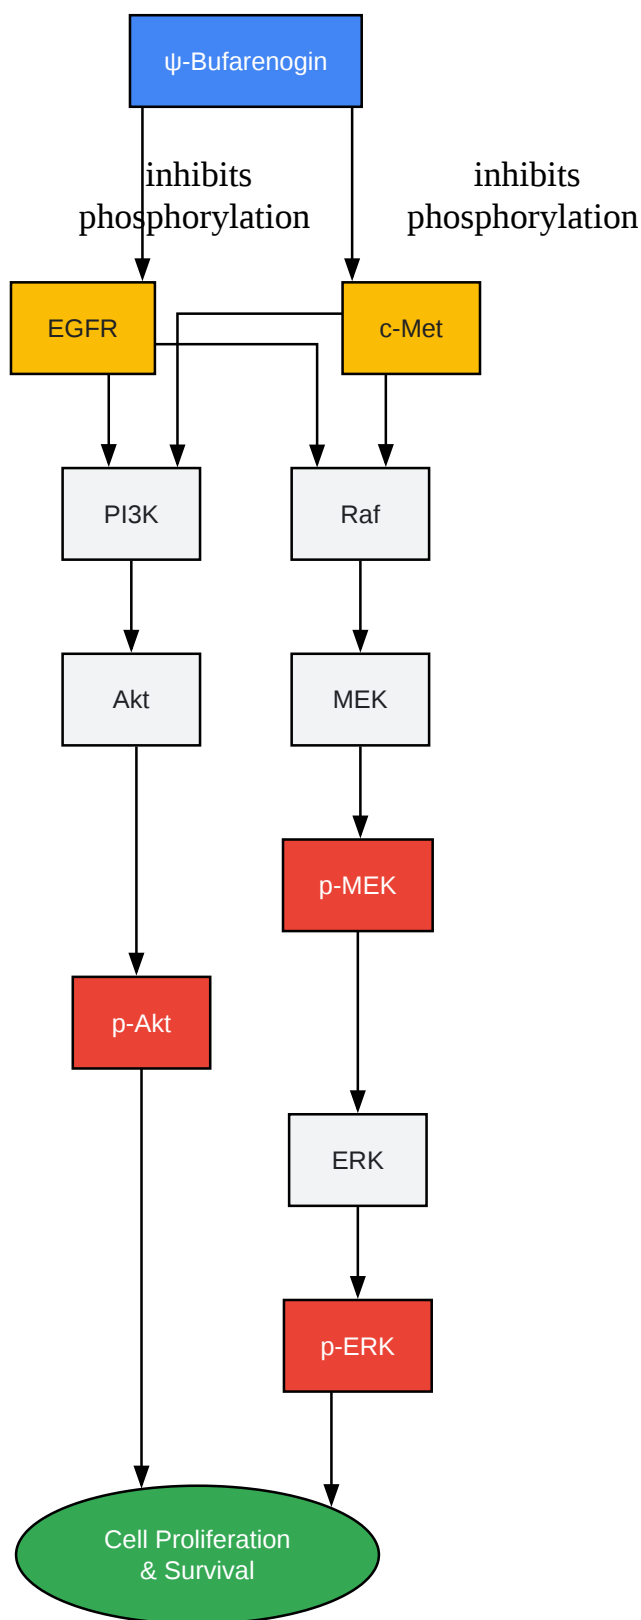 ψ-Bufarenogin
inhibits
phosphorylation
inhibits
phosphorylation
EGFR
c-Met
PI3K
Raf
Akt
MEK
p-MEK
p-Akt
ERK
p-ERK
Cell Proliferation
& Survival